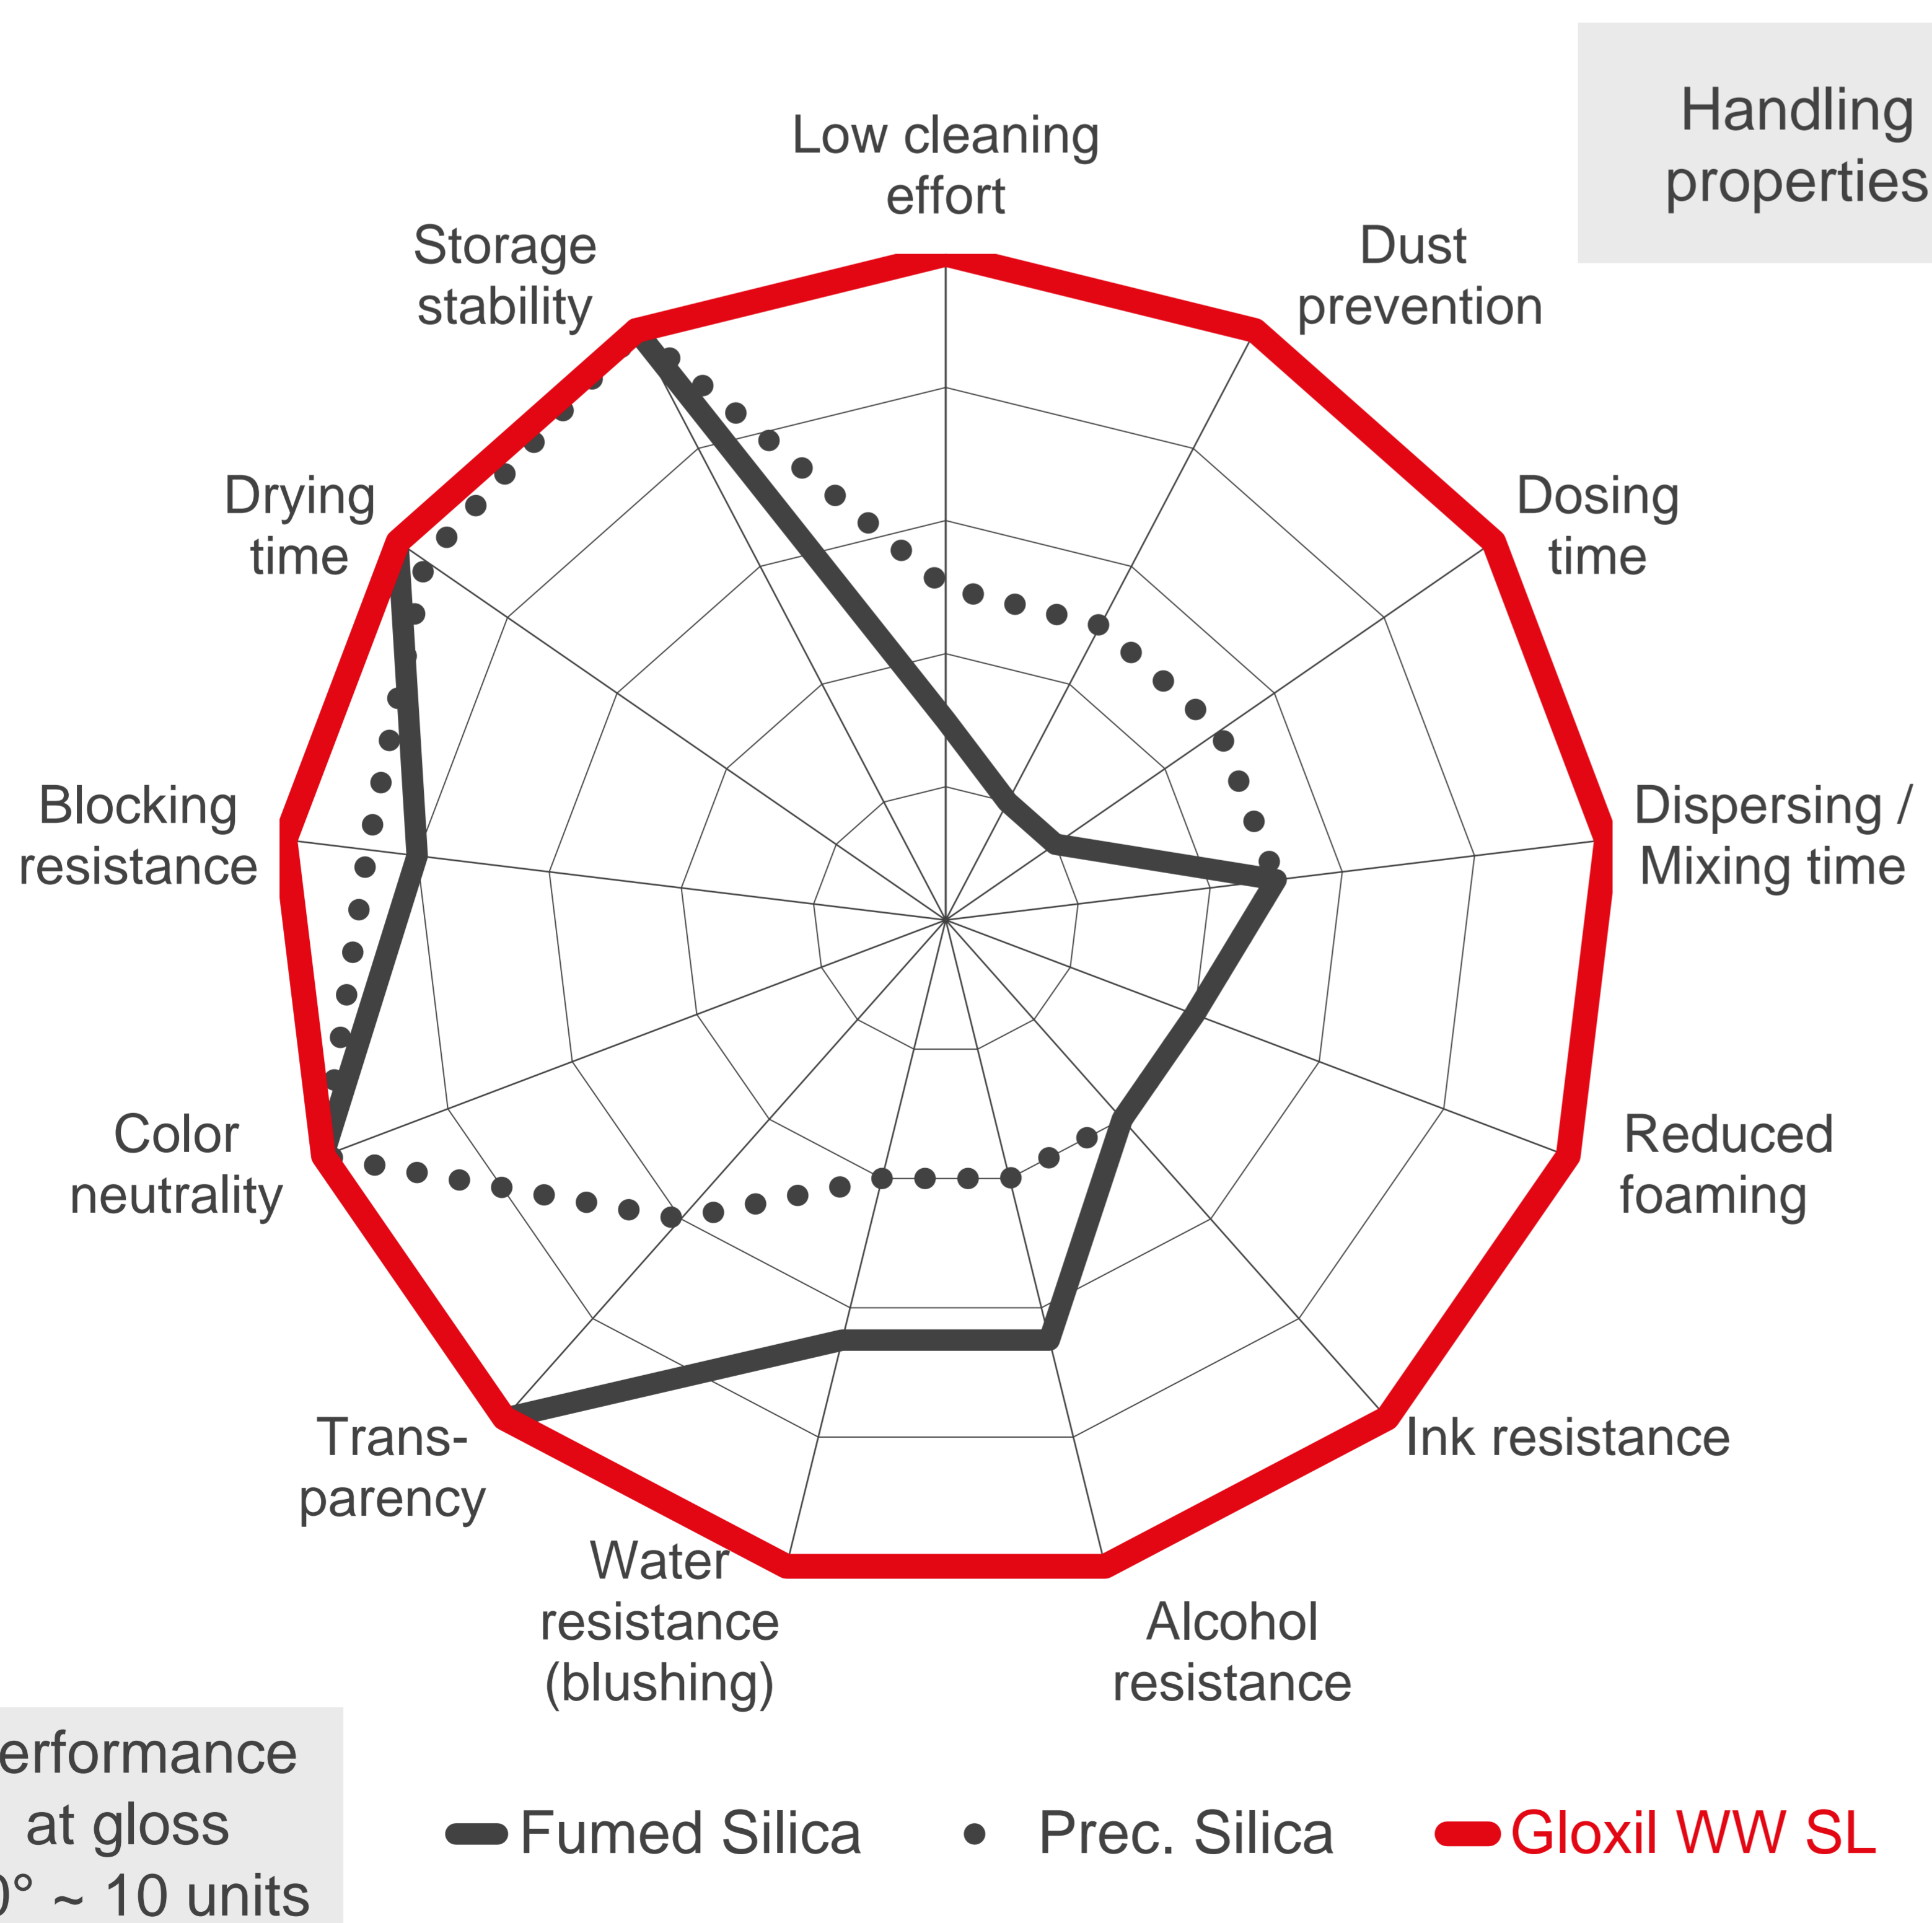 Handling
properties
Low cleaning
effort
Dust
prevention
Storage
stability
Dosing
time
Drying
time
Dispersing /
Mixing time
Blocking
resistance
Reduced
foaming
Color
neutrality
Ink resistance
Trans-
parency
Water
resistance
(blushing)
Alcohol
resistance
erformance
at gloss
0° ~ 10 units
Fumed Silica
Prec. Silica
Gloxil WW SL